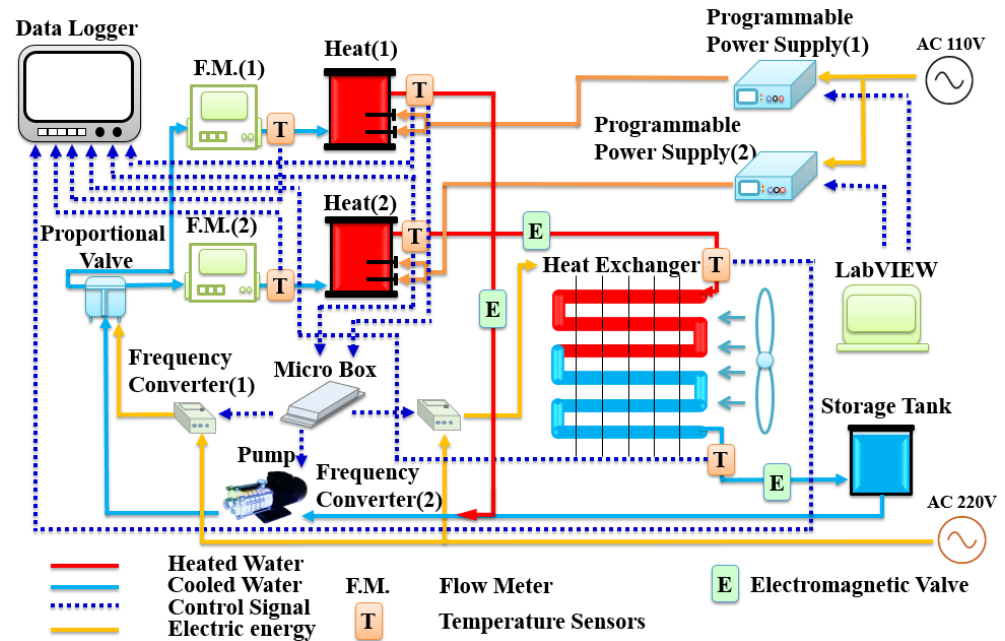 Data Logger
F.M.(1)
Heat(1)
Programmable
Power Supply(1)
AC 110V
T
T
Programmable
Power Supply(2)
Heat(2)
F.M.(2)
Proportional
Valve
T
T
E
Heat Exchanger
T
LabVIEW
E
Frequency
Converter(1)
Micro Box
Storage Tank
Pump
Frequency
Converter(2)
T
E
AC 220V
Heated Water
Cooled Water
Control Signal
Electric energy
F.M.
Flow Meter
T
Temperature Sensors
E
Electromagnetic Valve